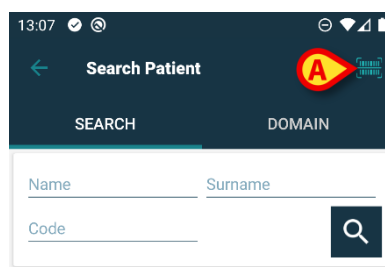 13:07
Search Patient
A
SEARCH DOMAIN
Name Surname
Code